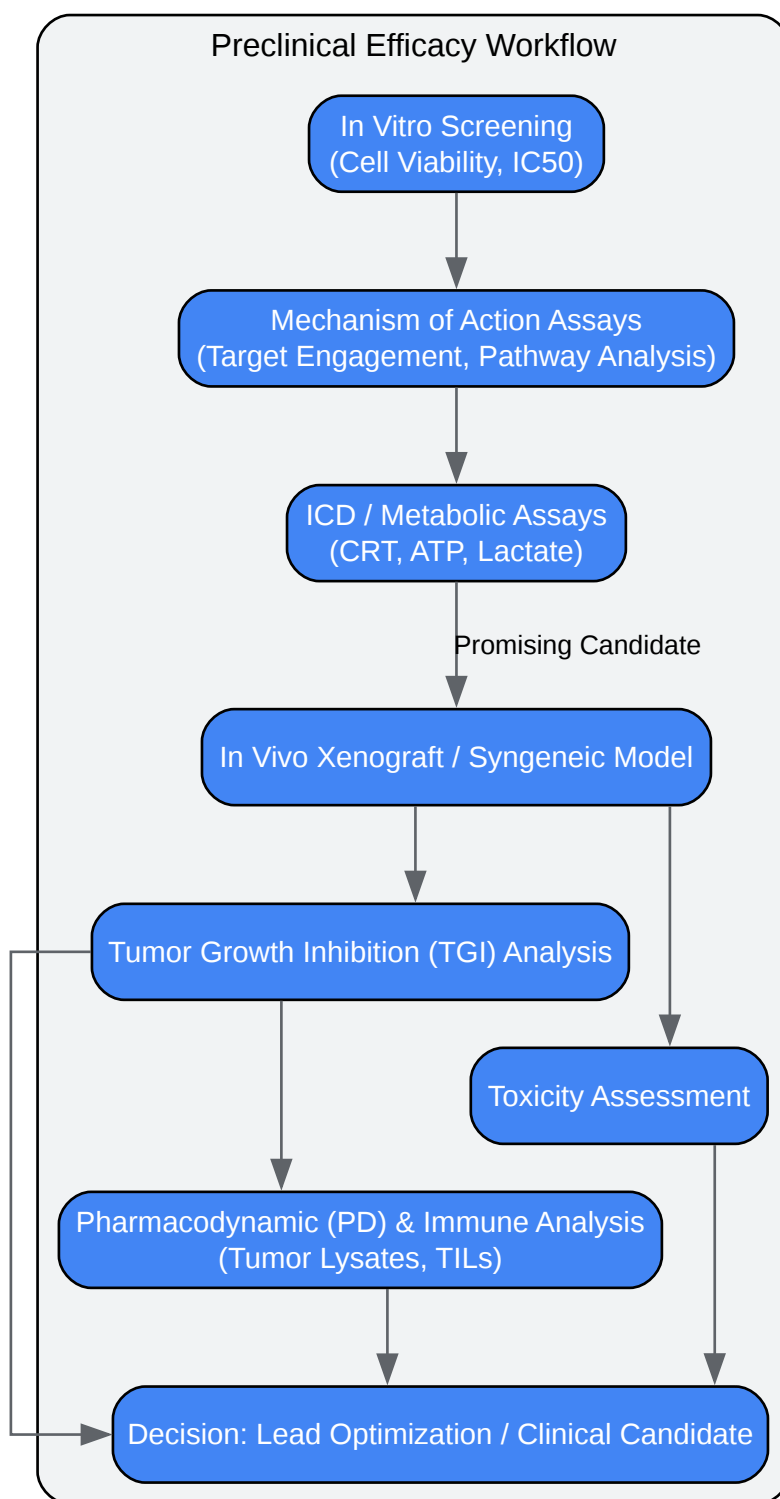 Preclinical Efficacy Workflow
In Vitro Screening
(Cell Viability, IC50)
Mechanism of Action Assays
(Target Engagement, Pathway Analysis)
ICD / Metabolic Assays
(CRT, ATP, Lactate)
Promising Candidate
In Vivo Xenograft / Syngeneic Model
Tumor Growth Inhibition (TGI) Analysis
Toxicity Assessment
Pharmacodynamic (PD) & Immune Analysis
(Tumor Lysates, TILs)
Decision: Lead Optimization / Clinical Candidate